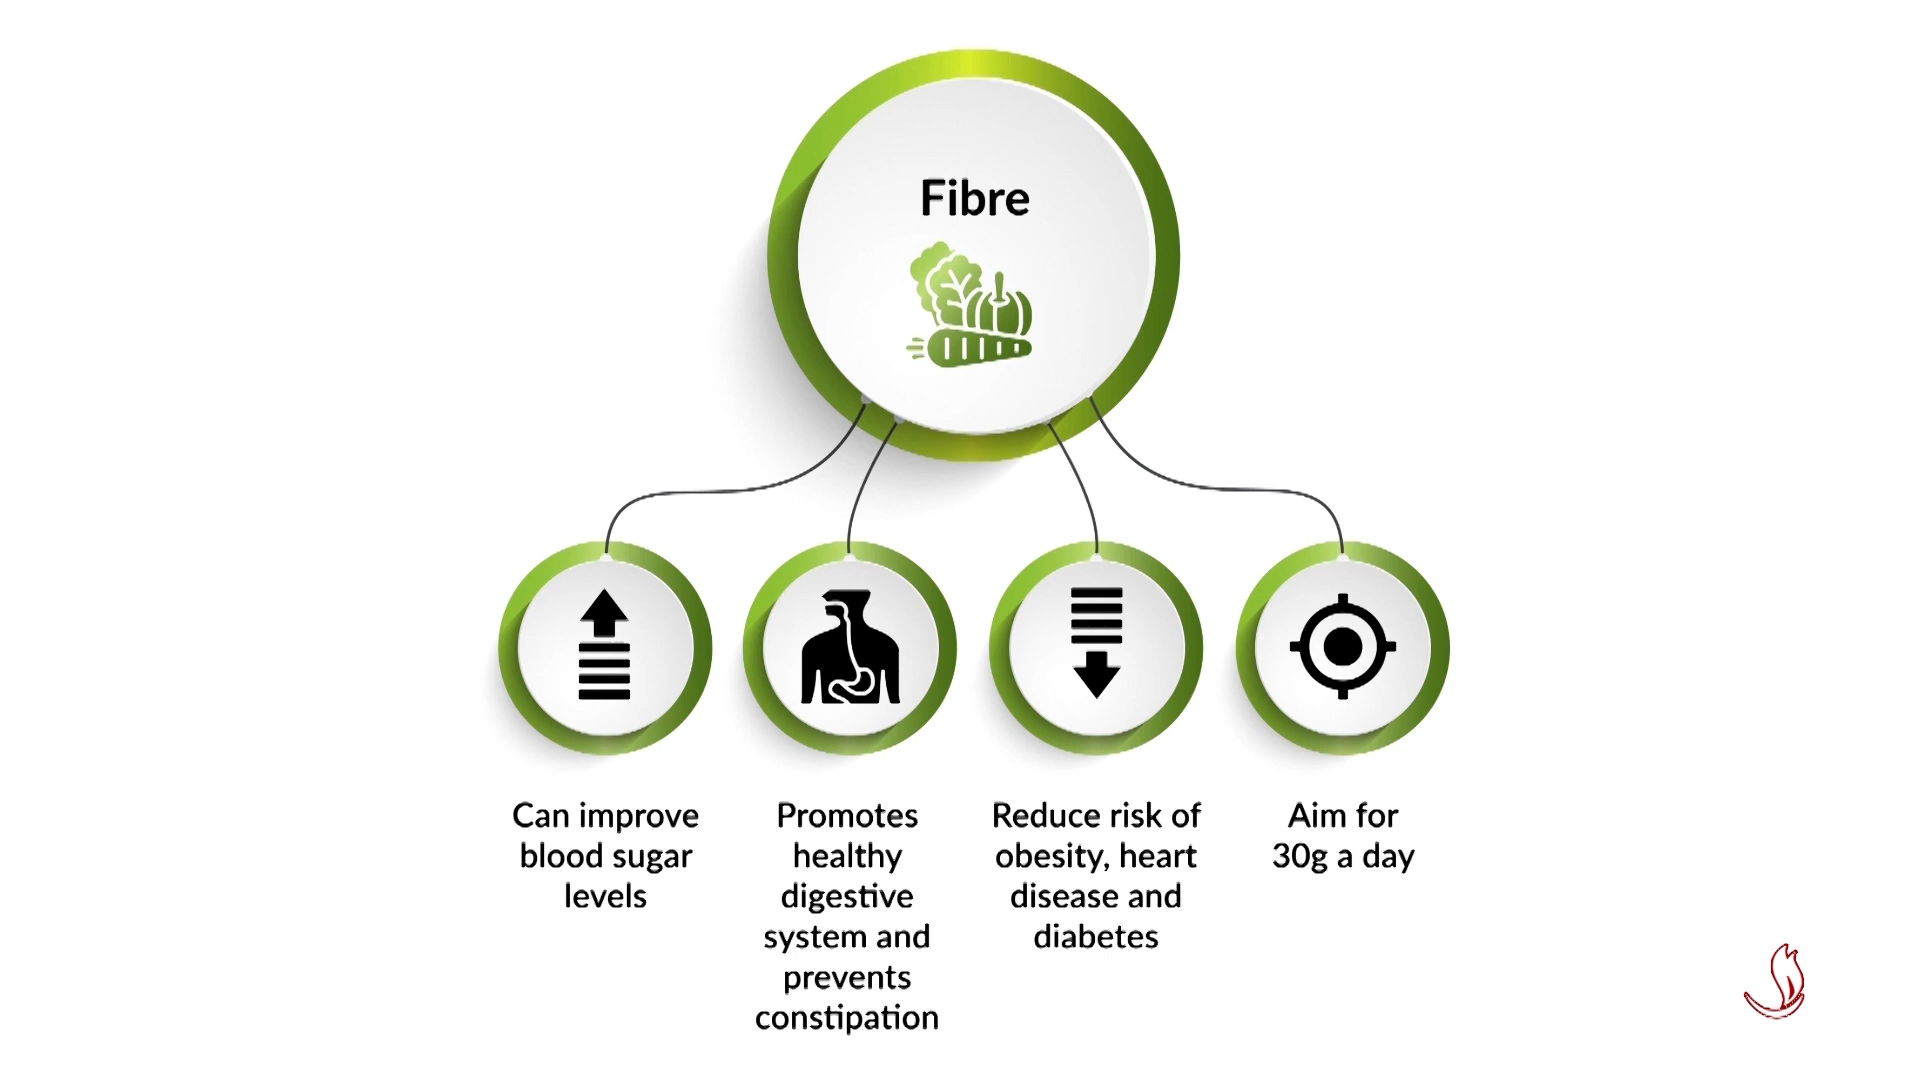 Fibre
Can improve
blood sugar
levels
Promotes
healthy
digestive
system and
prevents
constipation
Reduce risk of
obesity, heart
disease and
diabetes
Aim for
30g a day